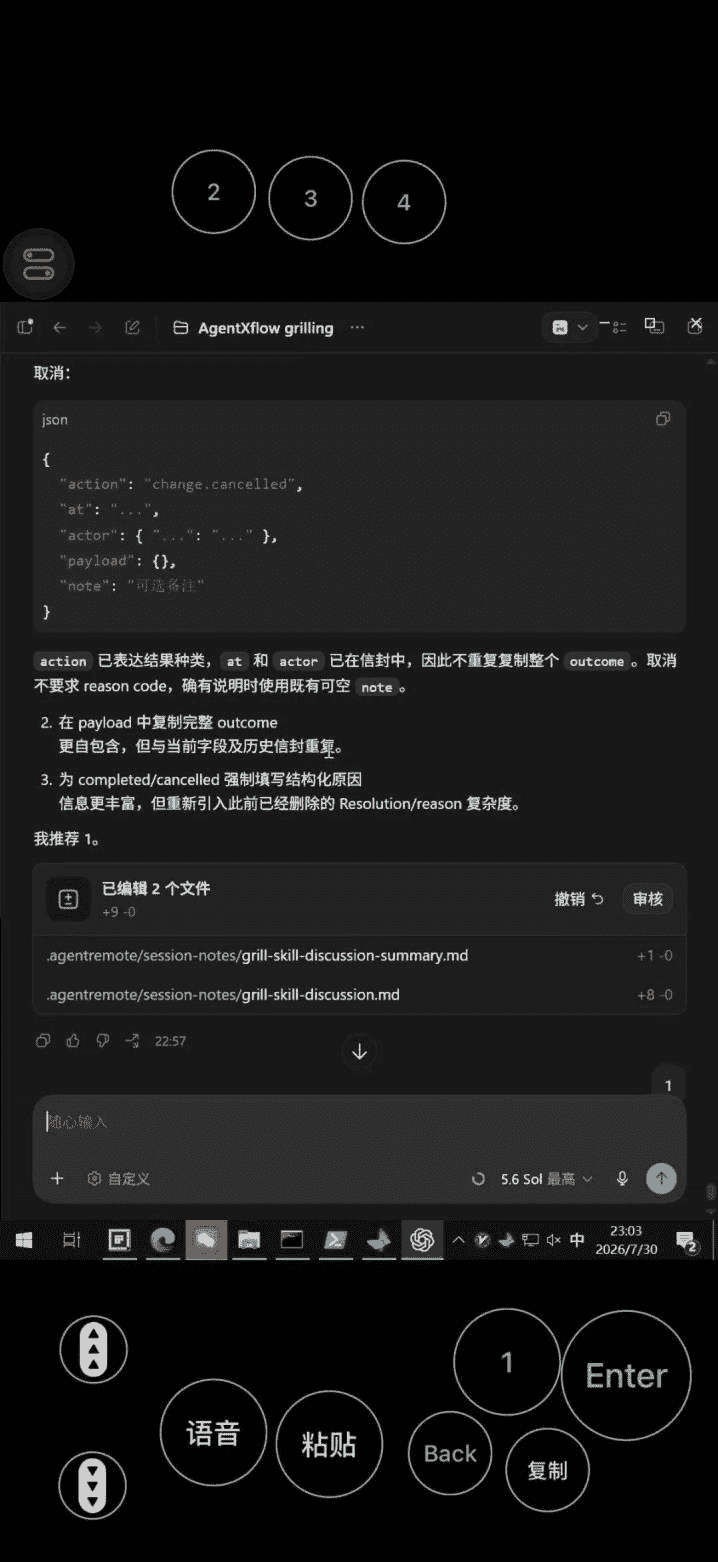 2
3
4
AgentXflow grilling
取消：
json
{
"action": "change.cancelled",
"at": "...",
"actor": { "...": "..." },
"payload": {},
"note": "可选备注"
}
action 已表达结果种类，at 和 actor 已在信封中，因此不重复复制整个 outcome。取消
不要求 reason code，确有说明时使用既有可空 note。
2. 在 payload 中复制完整 outcome
更自包含，但与当前字段及历史信封重复。
3. 为 completed/cancelled 强制填写结构化原因
信息更丰富，但重新引入此前已经删除的 Resolution/reason 复杂度。
我推荐 1。
已编辑 2 个文件
+9 -0
撤销
审核
.agentremote/session-notes/grill-skill-discussion-summary.md
+1 -0
.agentremote/session-notes/grill-skill-discussion.md
+8 -0
22:57
1
随心输入
自定义
5.6 Sol 最高
中
23:03
2026/7/30
2
1
Enter
语音
粘贴
Back
复制